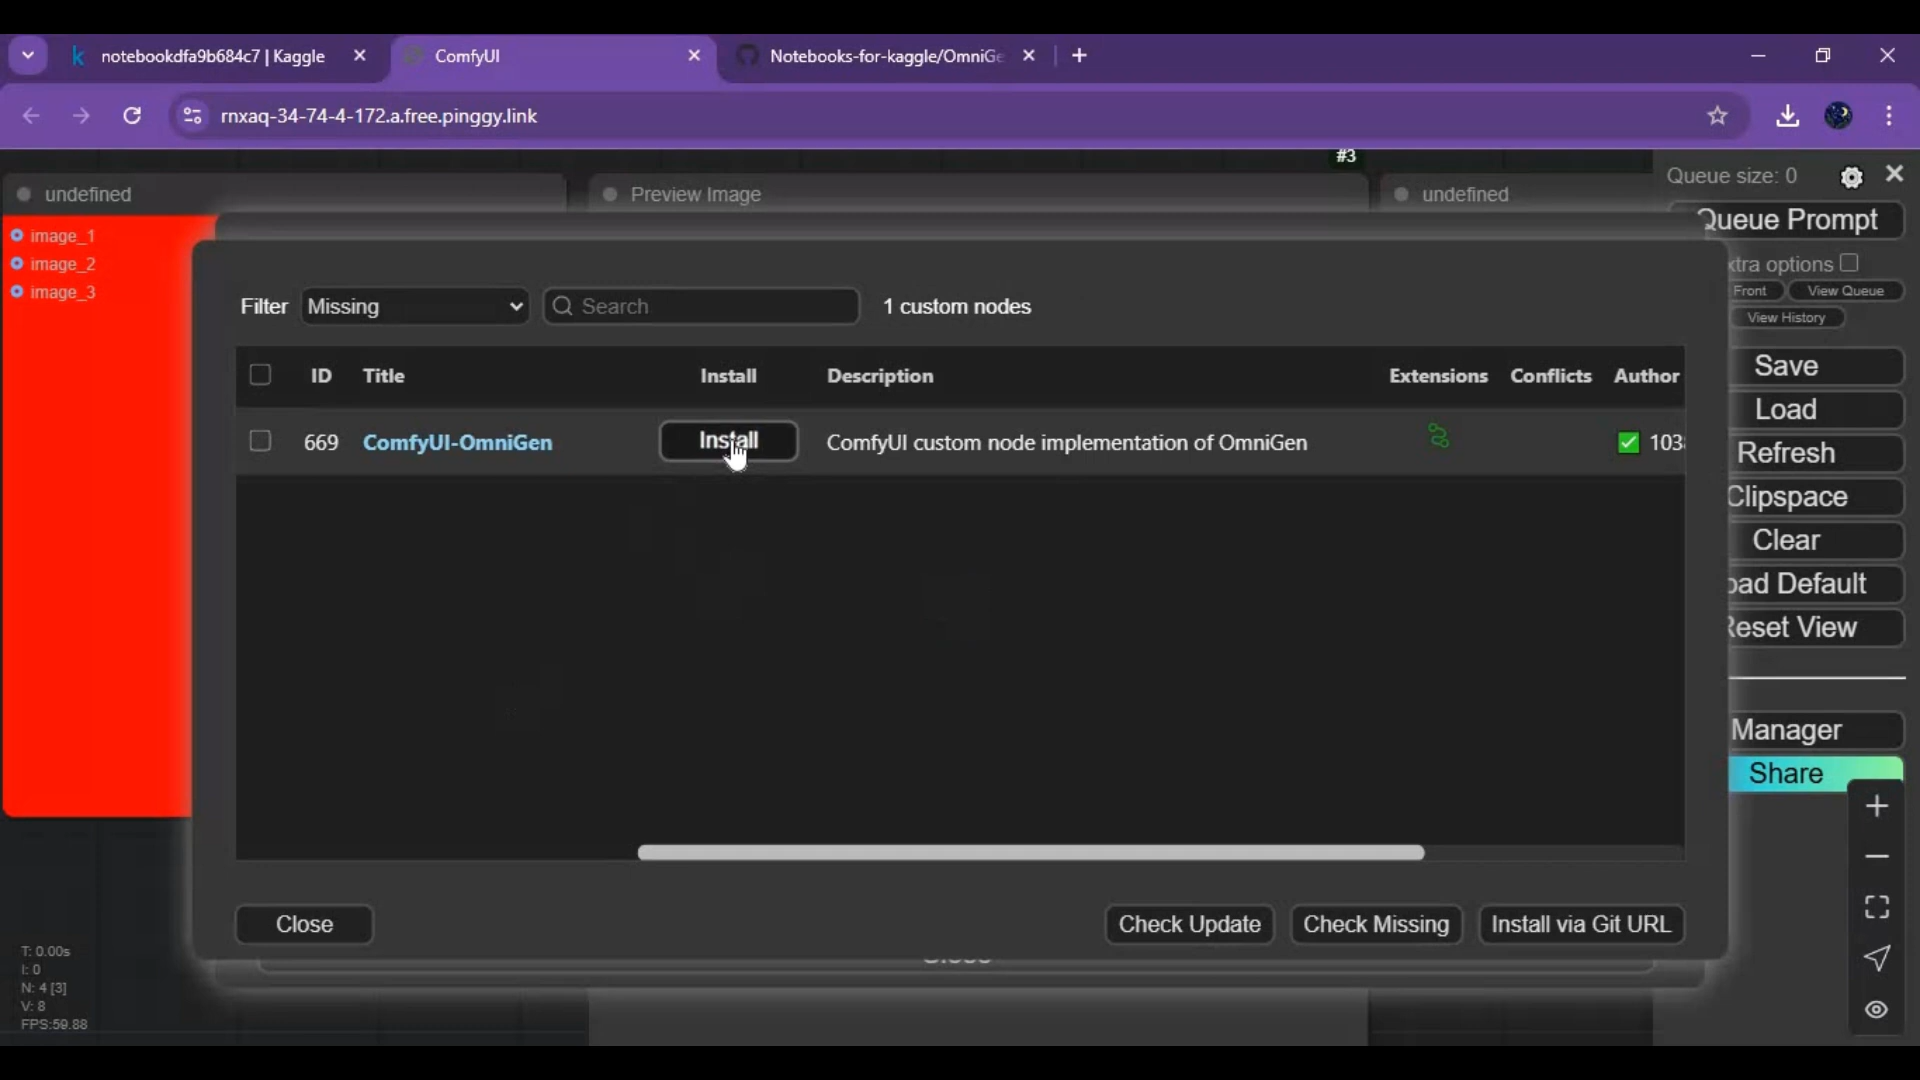 notebookdfa9b684c7 | Kaggle
ComfyUI
Notebooks-for-kaggle/OmniGe
rnxaq-34-74-4-172.a.free.pinggy.link
#3
undefined
Preview Image
undefined
Queue size: 0
image_1
image_2
image_3
Queue Prompt
xtra options
Front
View Queue
View History
Filter
Missing
Search
1 custom nodes
ID
Title
Install
Description
Extensions
Conflicts
Author
669
ComfyUI-OmniGen
Install
ComfyUI custom node implementation of OmniGen
103
Save
Load
Refresh
Clipspace
Clear
oad Default
Reset View
Manager
Share
Close
Check Update
Check Missing
Install via Git URL
T: 0.00s
I: 0
N: 4 [3]
V: 8
FPS:59.88